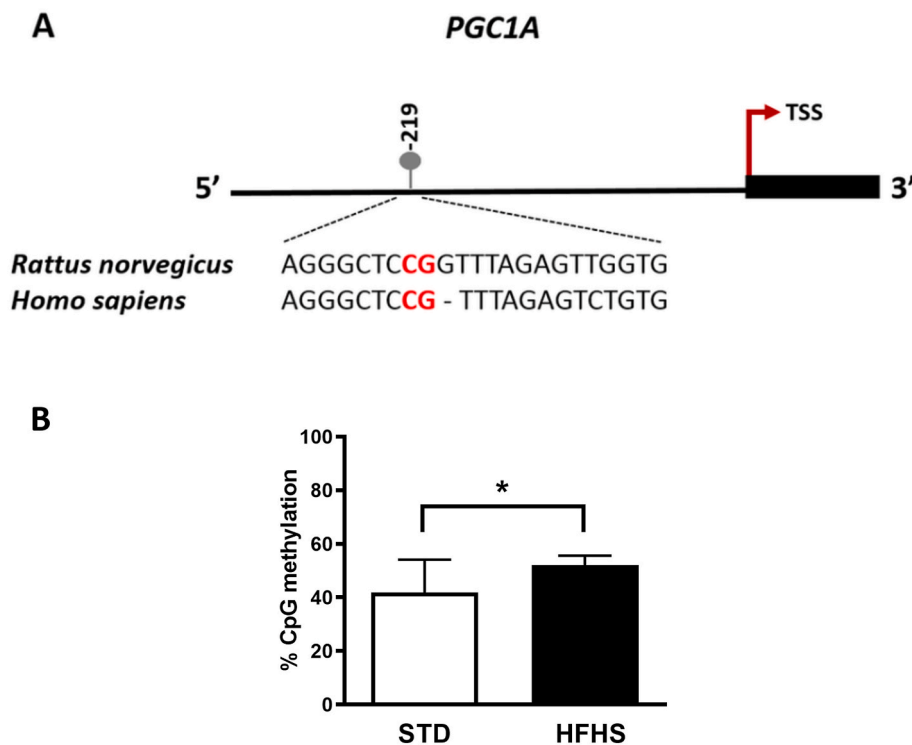 A
PGC1A
-219
TSS
5’
3’
Rattus norvegicus AGGGCTCCGGTTTAGAGTTGGTG
Homo sapiens AGGGCTCCG - TTTAGAGTCTGTG
B
% CpG methylation
100
80
60
40
20
0
*
STD HFHS